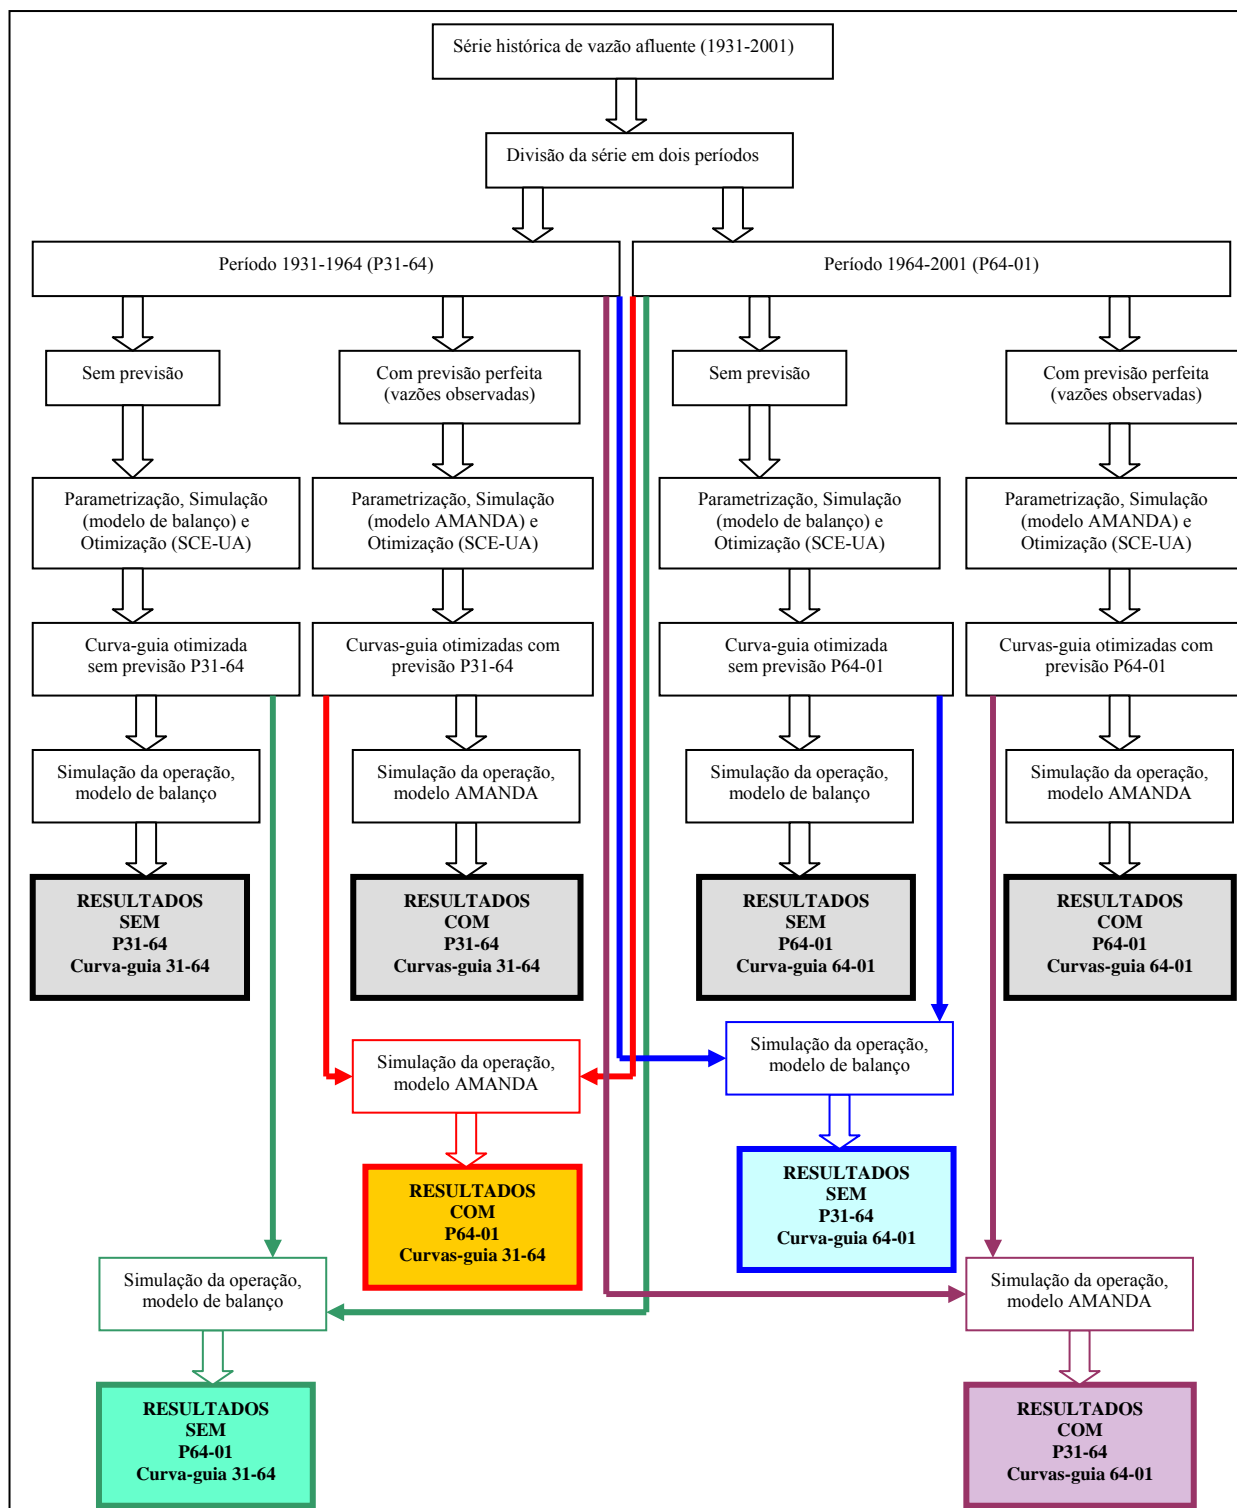 Série histórica de vazão afluente (1931-2001)
Divisão da série em dois períodos
Período 1931-1964 (P31-64)
Período 1964-2001 (P64-01)
Sem previsão
Com previsão perfeita
(vazões observadas)
Sem previsão
Com previsão perfeita
(vazões observadas)
Parametrização, Simulação
(modelo de balanço) e
Otimização (SCE-UA)
Parametrização, Simulação
(modelo AMANDA) e
Otimização (SCE-UA)
Parametrização, Simulação
(modelo de balanço) e
Otimização (SCE-UA)
Parametrização, Simulação
(modelo AMANDA) e
Otimização (SCE-UA)
Curva-guia otimizada
sem previsão P31-64
Curvas-guia otimizadas com
previsão P31-64
Curva-guia otimizada
sem previsão P64-01
Curvas-guia otimizadas com
previsão P64-01
Simulação da operação,
modelo de balanço
Simulação da operação,
modelo AMANDA
Simulação da operação,
modelo de balanço
Simulação da operação,
modelo AMANDA
RESULTADOS
SEM
P31-64
Curva-guia 31-64
RESULTADOS
COM
P31-64
Curvas-guia 31-64
RESULTADOS
SEM
P64-01
Curva-guia 64-01
RESULTADOS
COM
P64-01
Curvas-guia 64-01
Simulação da operação,
modelo AMANDA
Simulação da operação,
modelo de balanço
RESULTADOS
COM
P64-01
Curvas-guia 31-64
RESULTADOS
SEM
P31-64
Curva-guia 64-01
Simulação da operação,
modelo de balanço
Simulação da operação,
modelo AMANDA
RESULTADOS
SEM
P64-01
Curva-guia 31-64
RESULTADOS
COM
P31-64
Curvas-guia 64-01